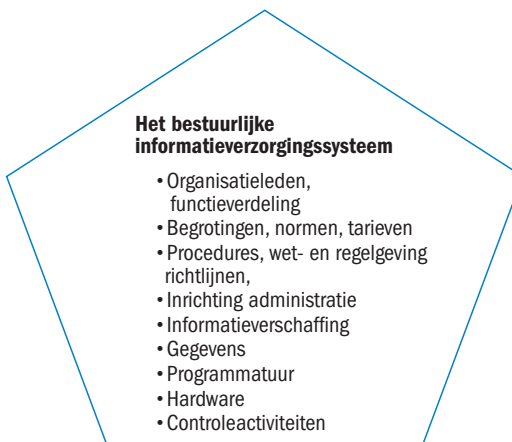 Het bestuurlijke
informatieverzorgingssysteem
• Organisatieleden,
functieverdeling
• Begrotingen, normen, tarieven
• Procedures, wet- en regelgeving
richtlijnen,
• Inrichting administratie
• Informatieverschaffing
• Gegevens
• Programmatuur
• Hardware
• Controleactiviteiten